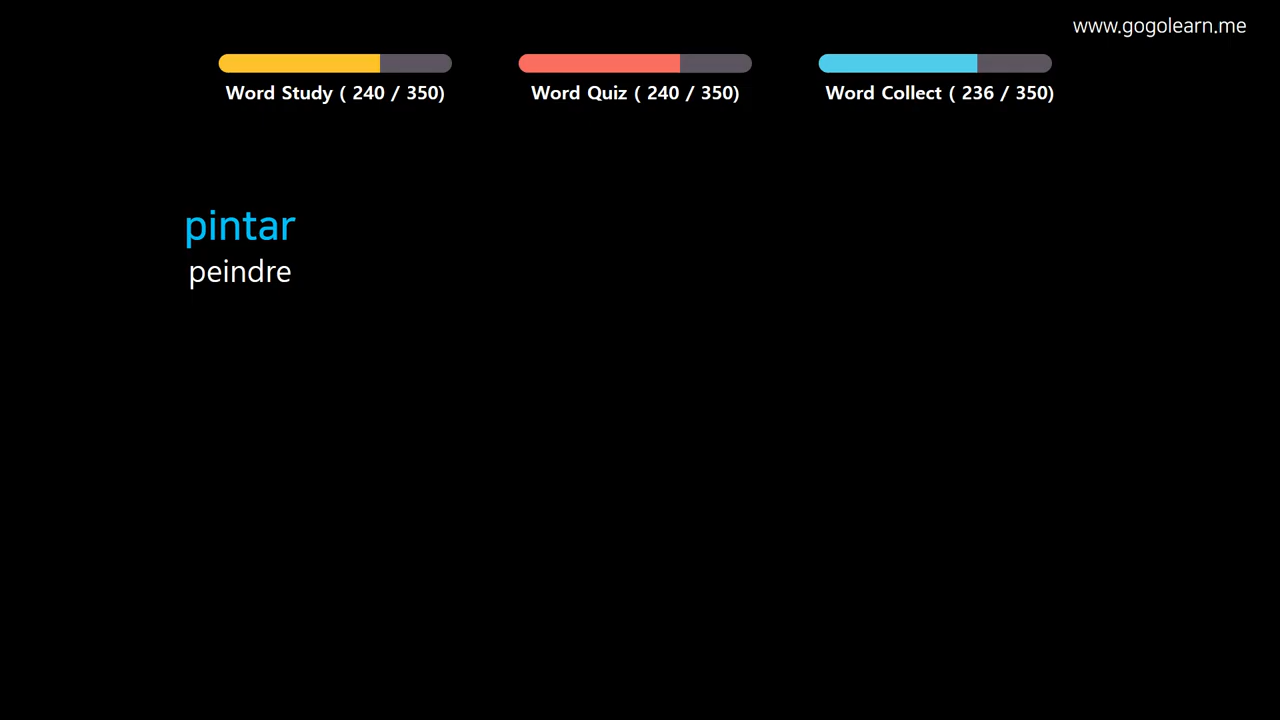 www.gogolearn.me
Word Study ( 240 / 350)
Word Quiz ( 240 / 350)
Word Collect ( 236 / 350)
pintar
peindre